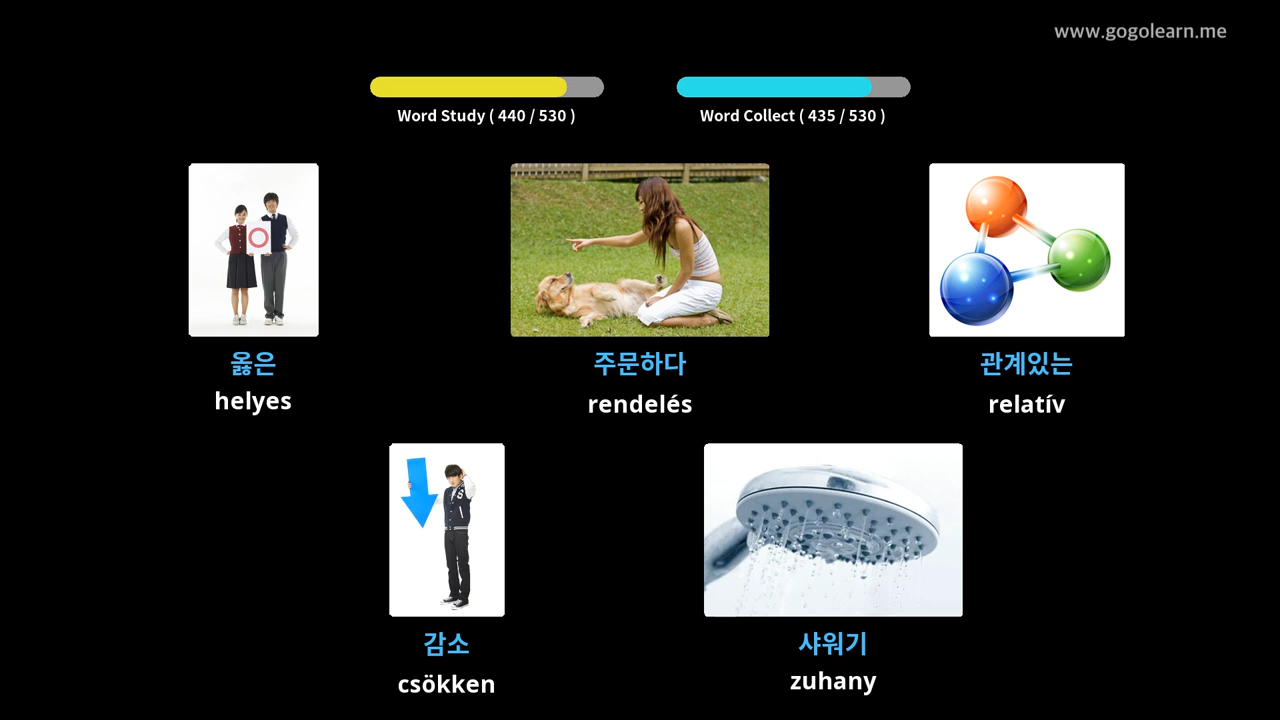 www.gogolearn.me
Word Study ( 440 / 530 )
Word Collect ( 435 / 530 )
옳은
helyes
주문하다
rendelés
관계있는
relatív
감소
csökken
샤워기
zuhany